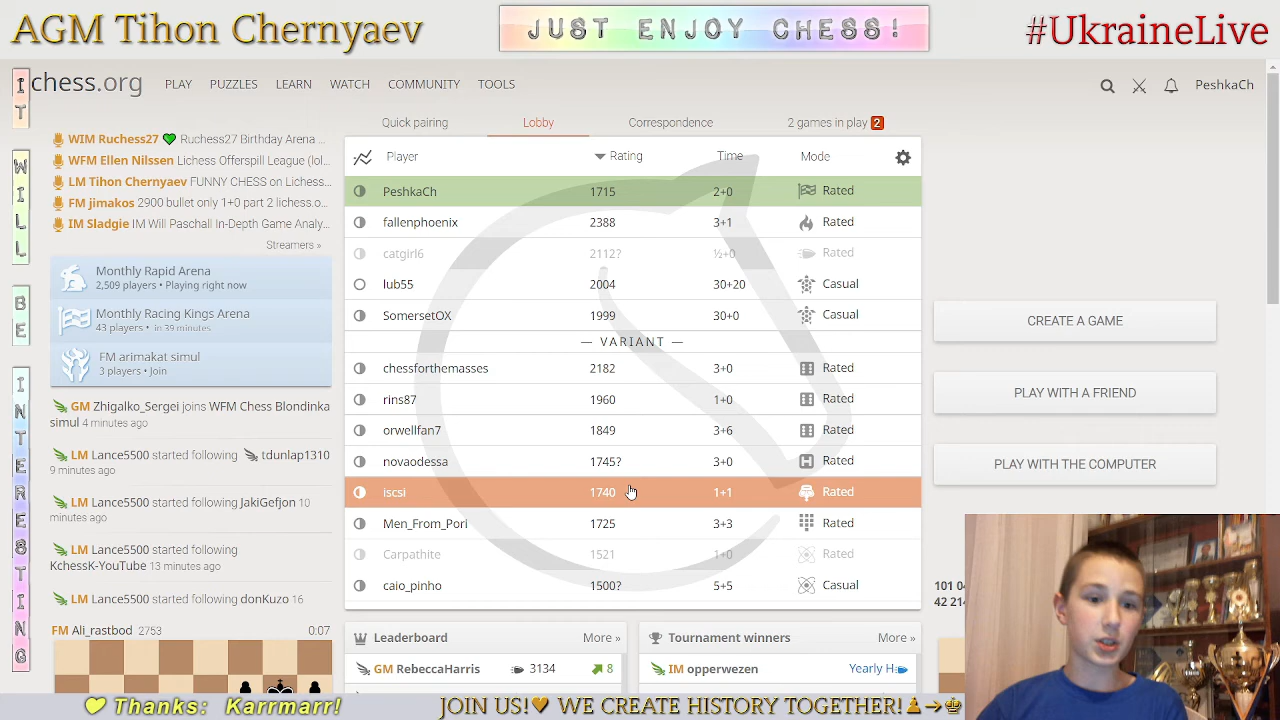 AGM Tihon Chernyaev
JUST ENJOY CHESS!
#UkraineLive
IT WILL BE INTERE8TING
chess.org
PLAY
PUZZLES
LEARN
WATCH
COMMUNITY
TOOLS
PeshkaCh
WIM Ruchess27 💚 Ruchess27 Birthday Arena ...
WFM Ellen Nilssen Lichess Offerspill League (lol...
LM Tihon Chernyaev FUNNY CHESS on Lichess...
FM jimakos 2900 bullet only 1+0 part 2 lichess o...
IM Sladgie IM Will Paschall In-Depth Game Analy...
Streamers »
Monthly Rapid Arena
2,509 players • Playing right now
Monthly Racing Kings Arena
43 players • in 39 minutes
FM arimakat simul
3 players • Join
GM Zhigalko_Sergei joins WFM Chess Blondinka
simul 4 minutes ago
LM Lance5500 started following tdunlap1310
9 minutes ago
LM Lance5500 started following JakiGefjon 10
minutes ago
LM Lance5500 started following
KchessK-YouTube 13 minutes ago
LM Lance5500 started following donKuzo 16
FM Ali_rastbod 2753 0:07
Quick pairing
Lobby
Correspondence
2 games in play 2
Player Rating Time Mode
PeshkaCh 1715 2+0 Rated
fallenphoenix 2388 3+1 Rated
catgirl6 2112? ½+0 Rated
lub55 2004 30+20 Casual
SomersetOX 1999 30+0 Casual
— VARIANT —
chessforthemasses 2182 3+0 Rated
rins87 1960 1+0 Rated
orwellfan7 1849 3+6 Rated
novaodessa 1745? 3+0 Rated
iscsi 1740 1+1 Rated
Men_From_Pori 1725 3+3 Rated
Carpathite 1521 1+0 Rated
caio_pinho 1500? 5+5 Casual
CREATE A GAME
PLAY WITH A FRIEND
PLAY WITH THE COMPUTER
101 04
42 214
Leaderboard More »
GM RebeccaHarris 3134 8
Tournament winners More »
IM opperwezen Yearly H
Thanks: Karrmarr!
JOIN US!♥ WE CREATE HISTORY TOGETHER!♟→♚